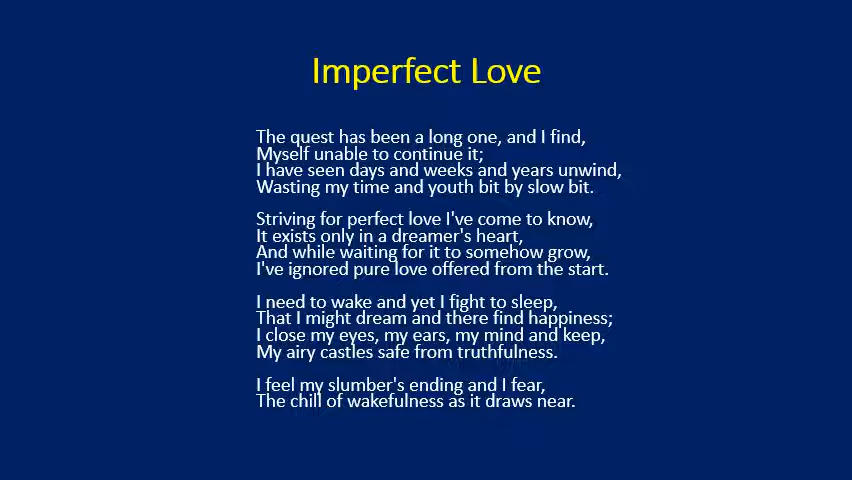 Imperfect Love
The quest has been a long one, and I find,
Myself unable to continue it;
I have seen days and weeks and years unwind,
Wasting my time and youth bit by slow bit.
Striving for perfect love I've come to know,
It exists only in a dreamer's heart,
And while waiting for it to somehow grow,
I've ignored pure love offered from the start.
I need to wake and yet I fight to sleep,
That I might dream and there find happiness;
I close my eyes, my ears, my mind and keep,
My airy castles safe from truthfulness.
I feel my slumber's ending and I fear,
The chill of wakefulness as it draws near.